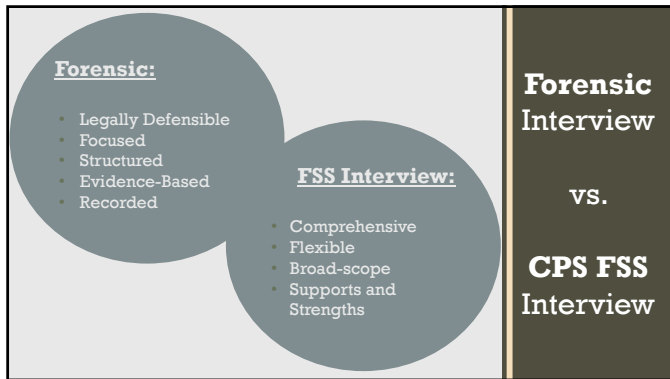 Forensic:
• Legally Defensible
• Focused
• Structured
• Evidence-Based
• Recorded
FSS Interview:
• Comprehensive
• Flexible
• Broad-scope
• Supports and
Strengths
Forensic
Interview
vs.
CPS FSS
Interview